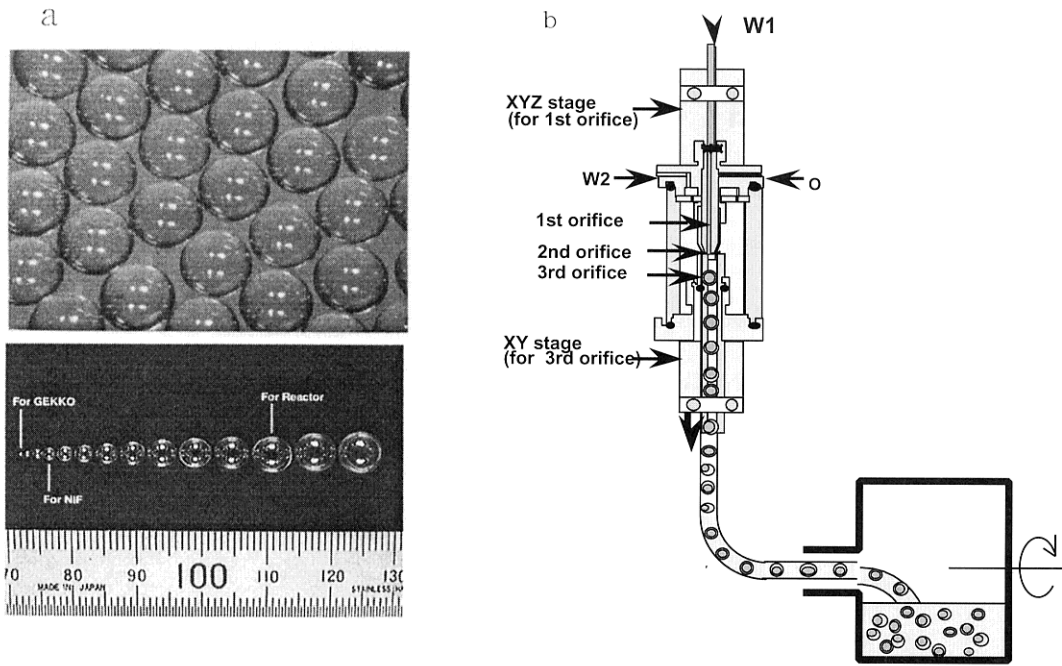 a
For GEKKO
For Reactor
For NiF
70 80 90 100 110 120 130
MADE IN JAPAN
STAINLESS
b
W1
XYZ stage
(for 1st orifice)
W2
O
1st orifice
2nd orifice
3rd orifice
XY stage
(for 3rd orifice)